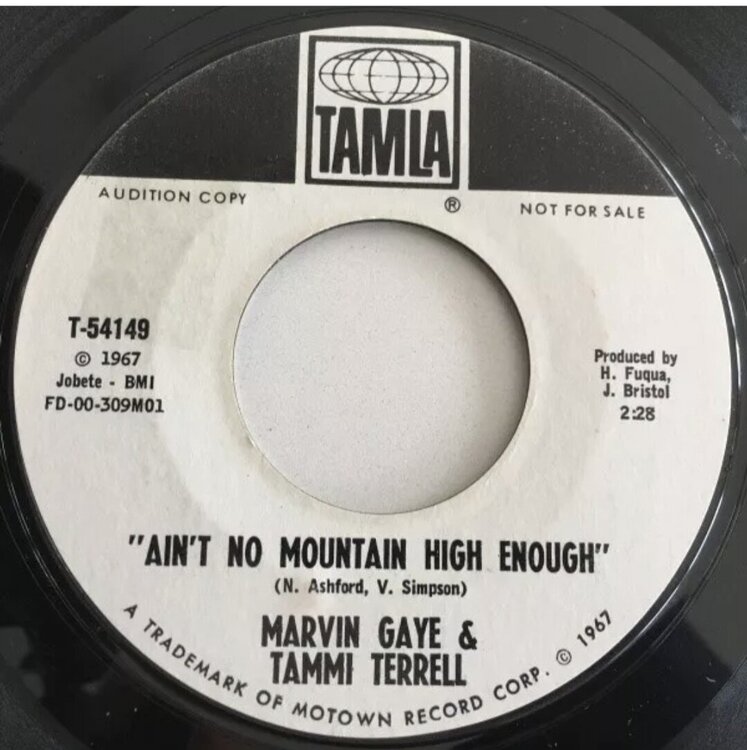 TAMLA
®
AUDITION COPY
NOT FOR SALE
T-54149
© 1967
Jobete - BMI
FD-00-309M01
Produced by
H. Fuqua,
J. Bristol
2:28
"AIN'T NO MOUNTAIN HIGH ENOUGH"
(N. Ashford, V. Simpson)
MARVIN GAYE &
TAMMI TERRELL
A TRADEMARK OF MOTOWN RECORD CORP. © 1967